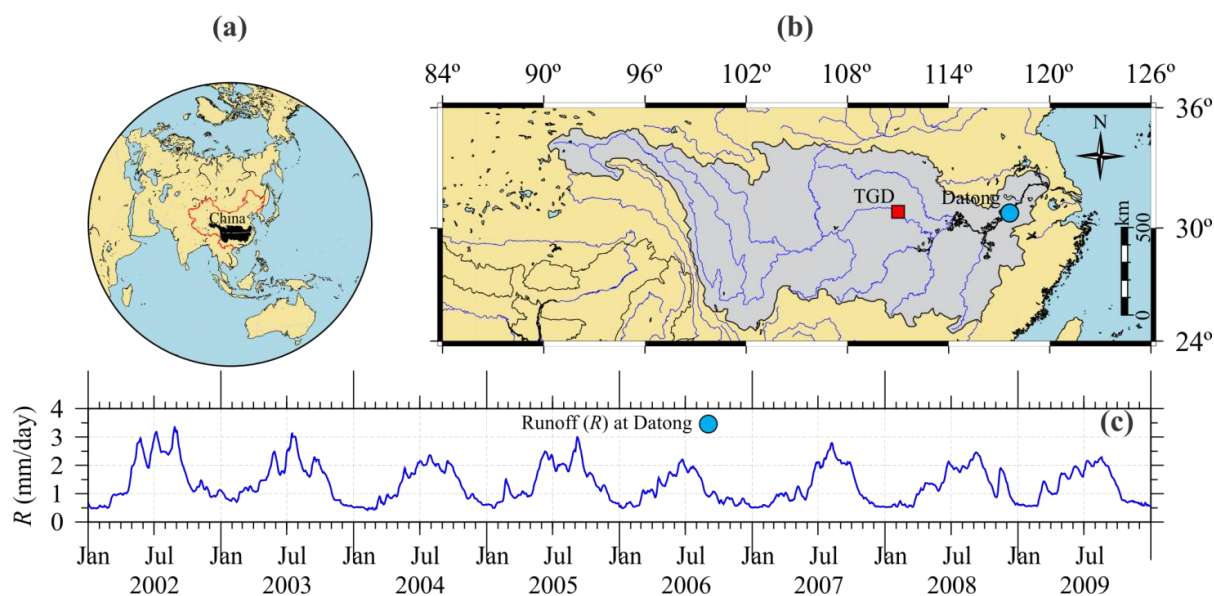 (a)
(b)
84º 90º 96º 102º 108º 114º 120º 126º
36º
N
China
TGD
Datong
30º
km
500
0
24º
R (mm/day)
4
3
2
1
0
Runoff (R) at Datong
(c)
Jan Jul Jan Jul Jan Jul Jan Jul Jan Jul Jan Jul Jan Jul Jan Jul
2002 2003 2004 2005 2006 2007 2008 2009